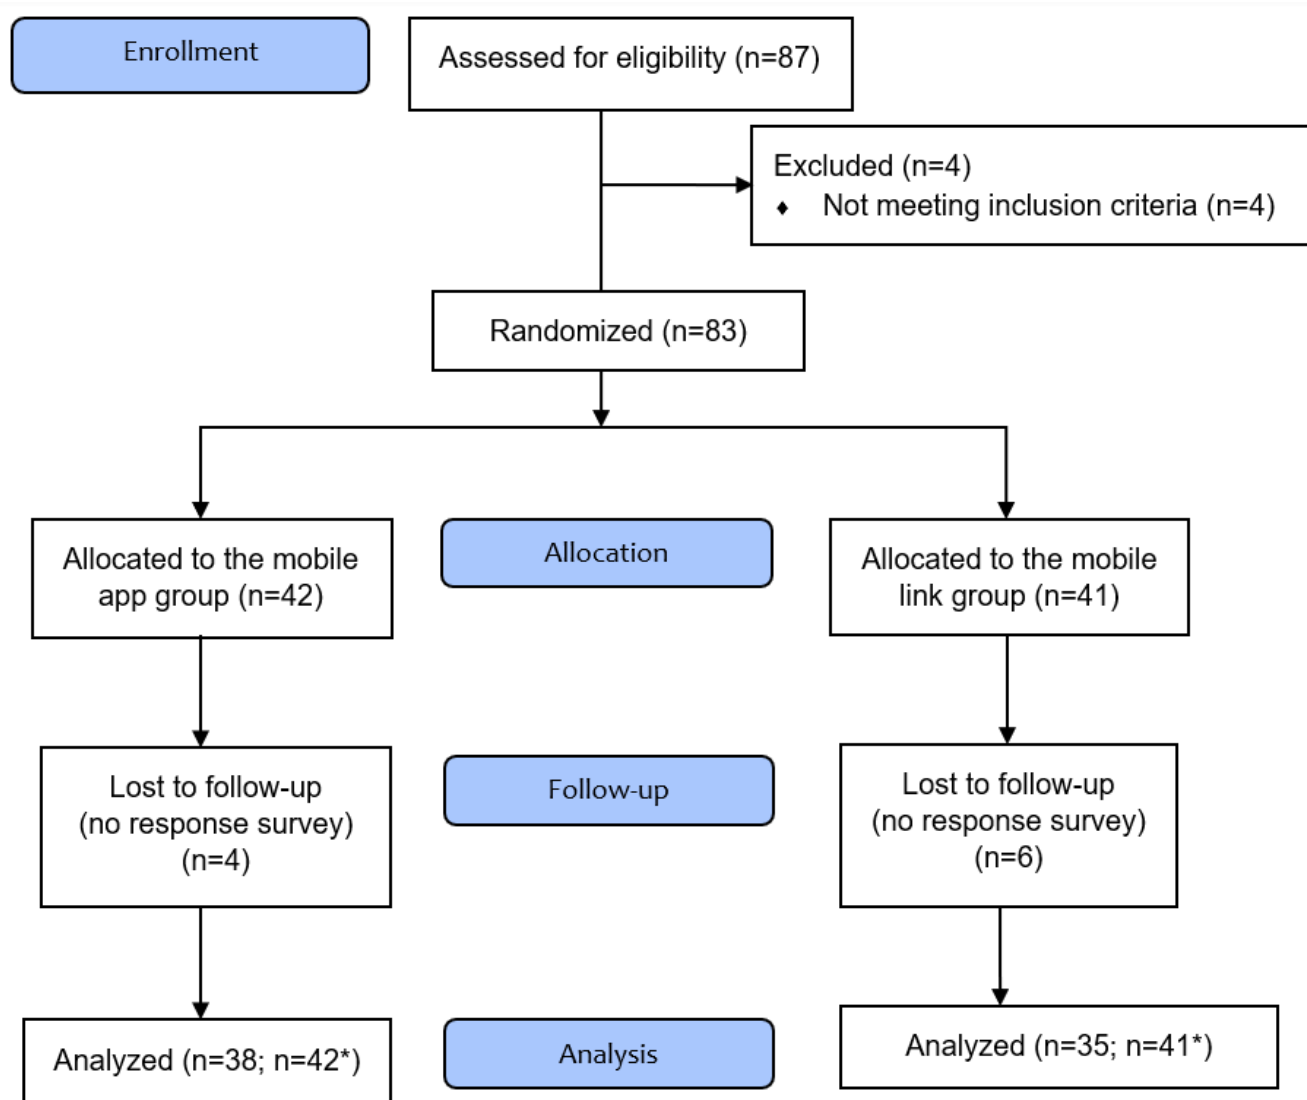 Enrollment
Assessed for eligibility (n=87)
Excluded (n=4)
♦ Not meeting inclusion criteria (n=4)
Randomized (n=83)
Allocated to the mobile
app group (n=42)
Allocation
Allocated to the mobile
link group (n=41)
Lost to follow-up
(no response survey)
(n=4)
Follow-up
Lost to follow-up
(no response survey)
(n=6)
Analyzed (n=38; n=42*)
Analysis
Analyzed (n=35; n=41*)